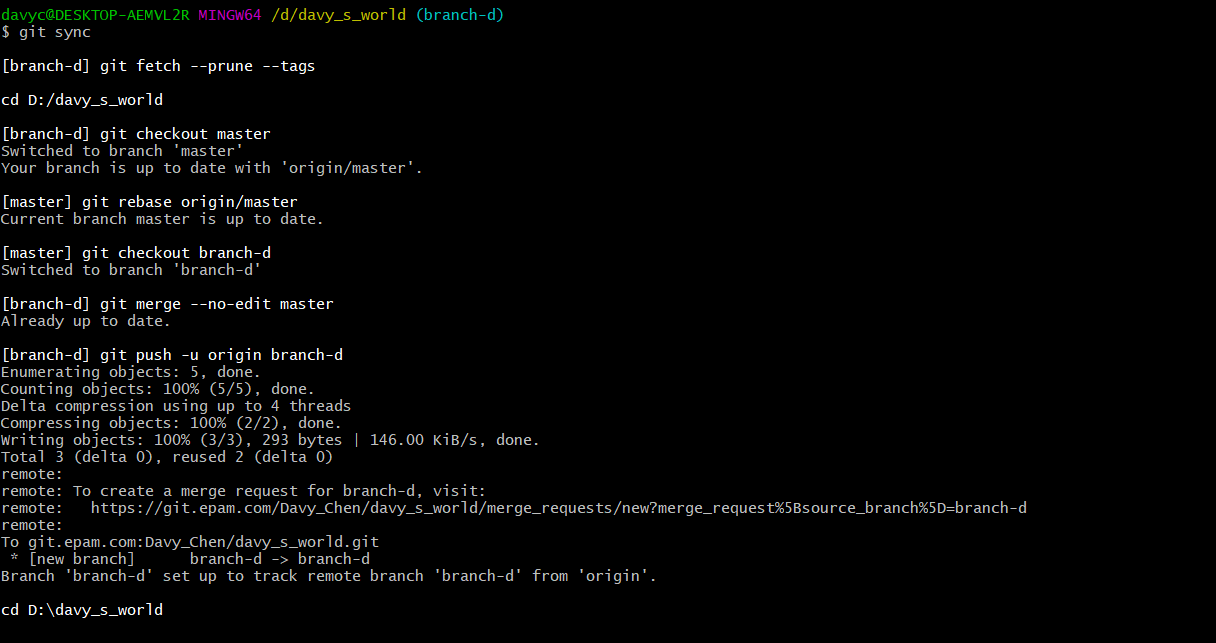 davyc@DESKTOP-AEMVL2R MINGW64 /d/davy_s_world (branch-d)
$ git sync
[branch-d] git fetch --prune --tags
cd D:/davy_s_world
[branch-d] git checkout master
Switched to branch 'master'
Your branch is up to date with 'origin/master'.
[master] git rebase origin/master
Current branch master is up to date.
[master] git checkout branch-d
Switched to branch 'branch-d'
[branch-d] git merge --no-edit master
Already up to date.
[branch-d] git push -u origin branch-d
Enumerating objects: 5, done.
Counting objects: 100% (5/5), done.
Delta compression using up to 4 threads
Compressing objects: 100% (2/2), done.
Writing objects: 100% (3/3), 293 bytes | 146.00 KiB/s, done.
Total 3 (delta 0), reused 2 (delta 0)
remote:
remote: To create a merge request for branch-d, visit:
remote:   https://git.epam.com/Davy_Chen/davy_s_world/merge_requests/new?merge_request%5Bsource_branch%5D=branch-d
remote:
To git.epam.com:Davy_Chen/davy_s_world.git
 * [new branch]      branch-d -> branch-d
Branch 'branch-d' set up to track remote branch 'branch-d' from 'origin'.
cd D:\davy_s_world